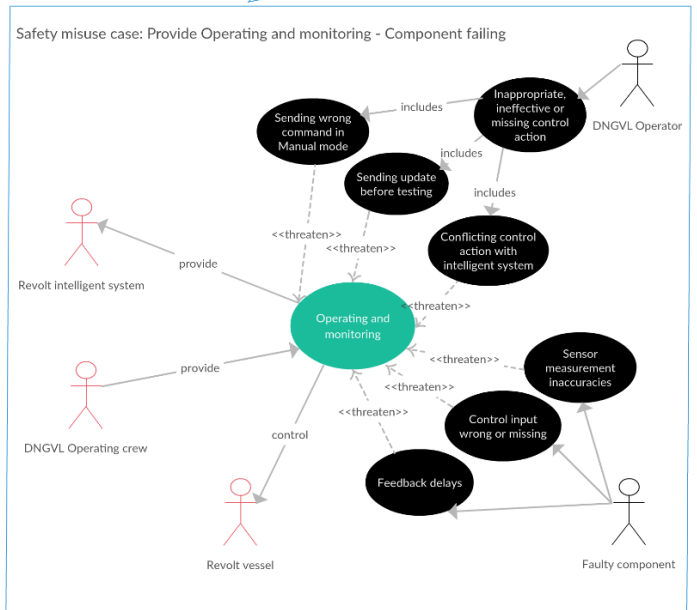 Safety misuse case: Provide Operating and monitoring - Component failing
Inappropriate,
ineffective or
missing control
action
DNGVL Operator
includes
Sending wrong
command in
Manual mode
includes
Sending update
before testing
includes
<<threaten>>
<<threaten>>
Conflicting control
action with
intelligent system
provide
Revolt intelligent system
<<threaten>>
Operating and
monitoring
Sensor
measurement
inaccuracies
<<threaten>>
provide
<<threaten>>
<<threaten>>
Control input
wrong or missing
control
DNGVL Operating crew
Feedback delays
Revolt vessel
Faulty component